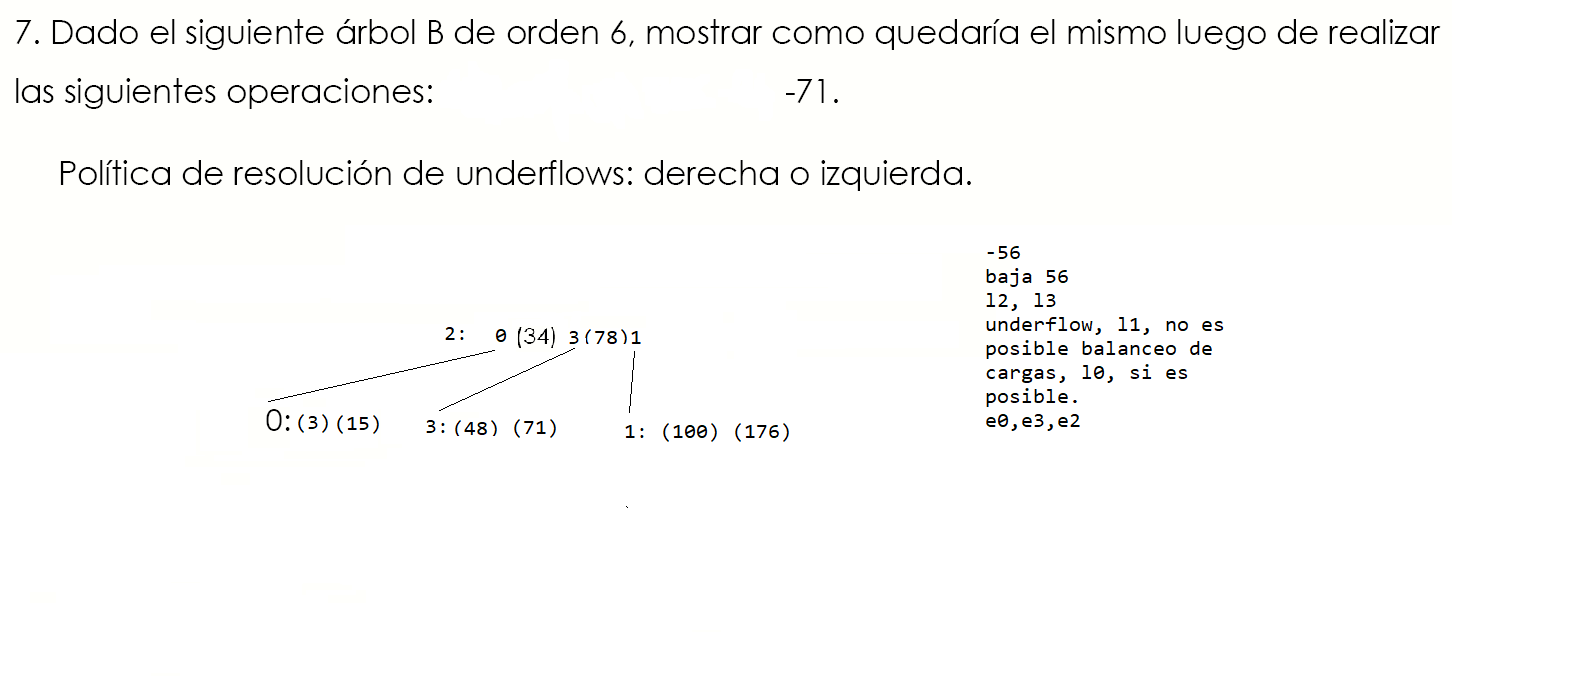 7. Dado el siguiente árbol B de orden 6, mostrar como quedaría el mismo luego de realizar
las siguientes operaciones: -71.
Política de resolución de underflows: derecha o izquierda.
-56
baja 56
l2, l3
underflow, l1, no es
posible balanceo de
cargas, l0, si es
posible.
e0,e3,e2
2: 0 (34) 3(78)1
0: (3)(15) 3:(48) (71) 1: (100) (176)